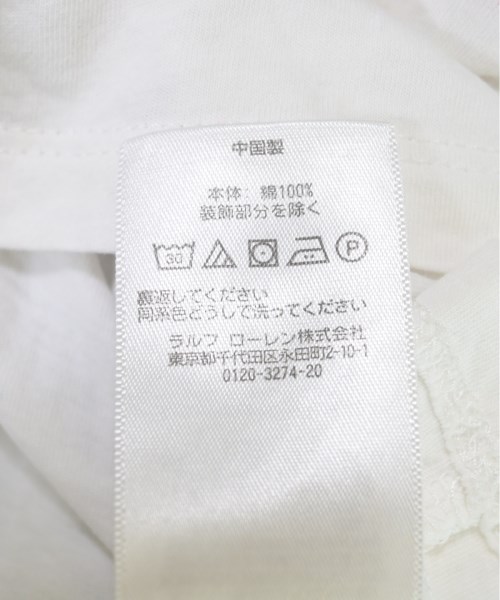 中国製
本体: 綿100%
装飾部分を除く
30 P
裏返してください
同系色どうしで洗ってください
ラルフ ローレン株式会社
東京都千代田区永田町2-10-1
0120-3274-20